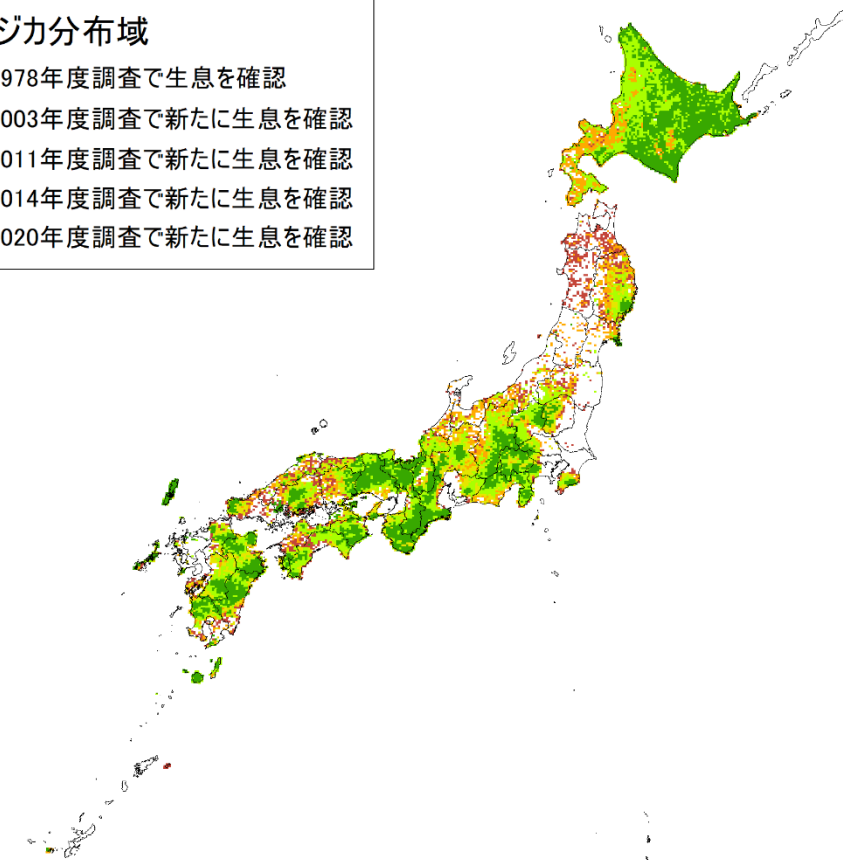 ジカ分布域
978年度調査で生息を確認
003年度調査で新たに生息を確認
011年度調査で新たに生息を確認
014年度調査で新たに生息を確認
020年度調査で新たに生息を確認